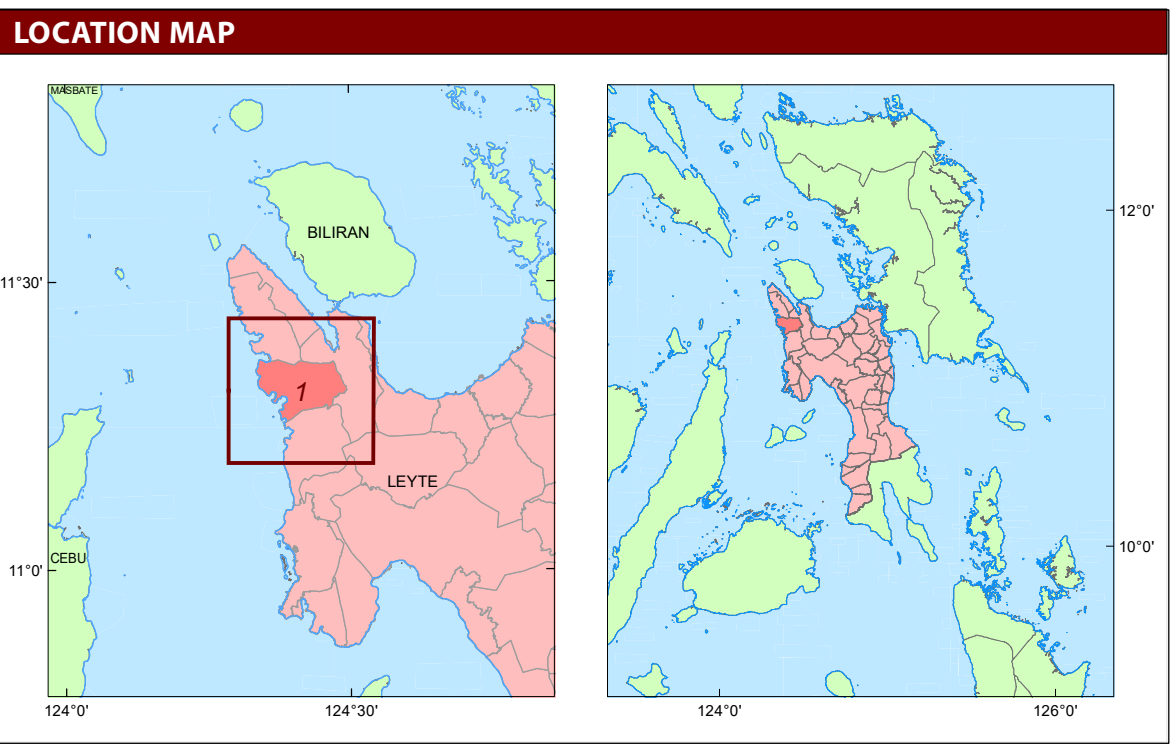 LOCATION MAP
MASBATE
BILIRAN
11°30'
1
LEYTE
CEBU
11°0'
124°0'
124°30'
12°0'
10°0'
124°0'
126°0'